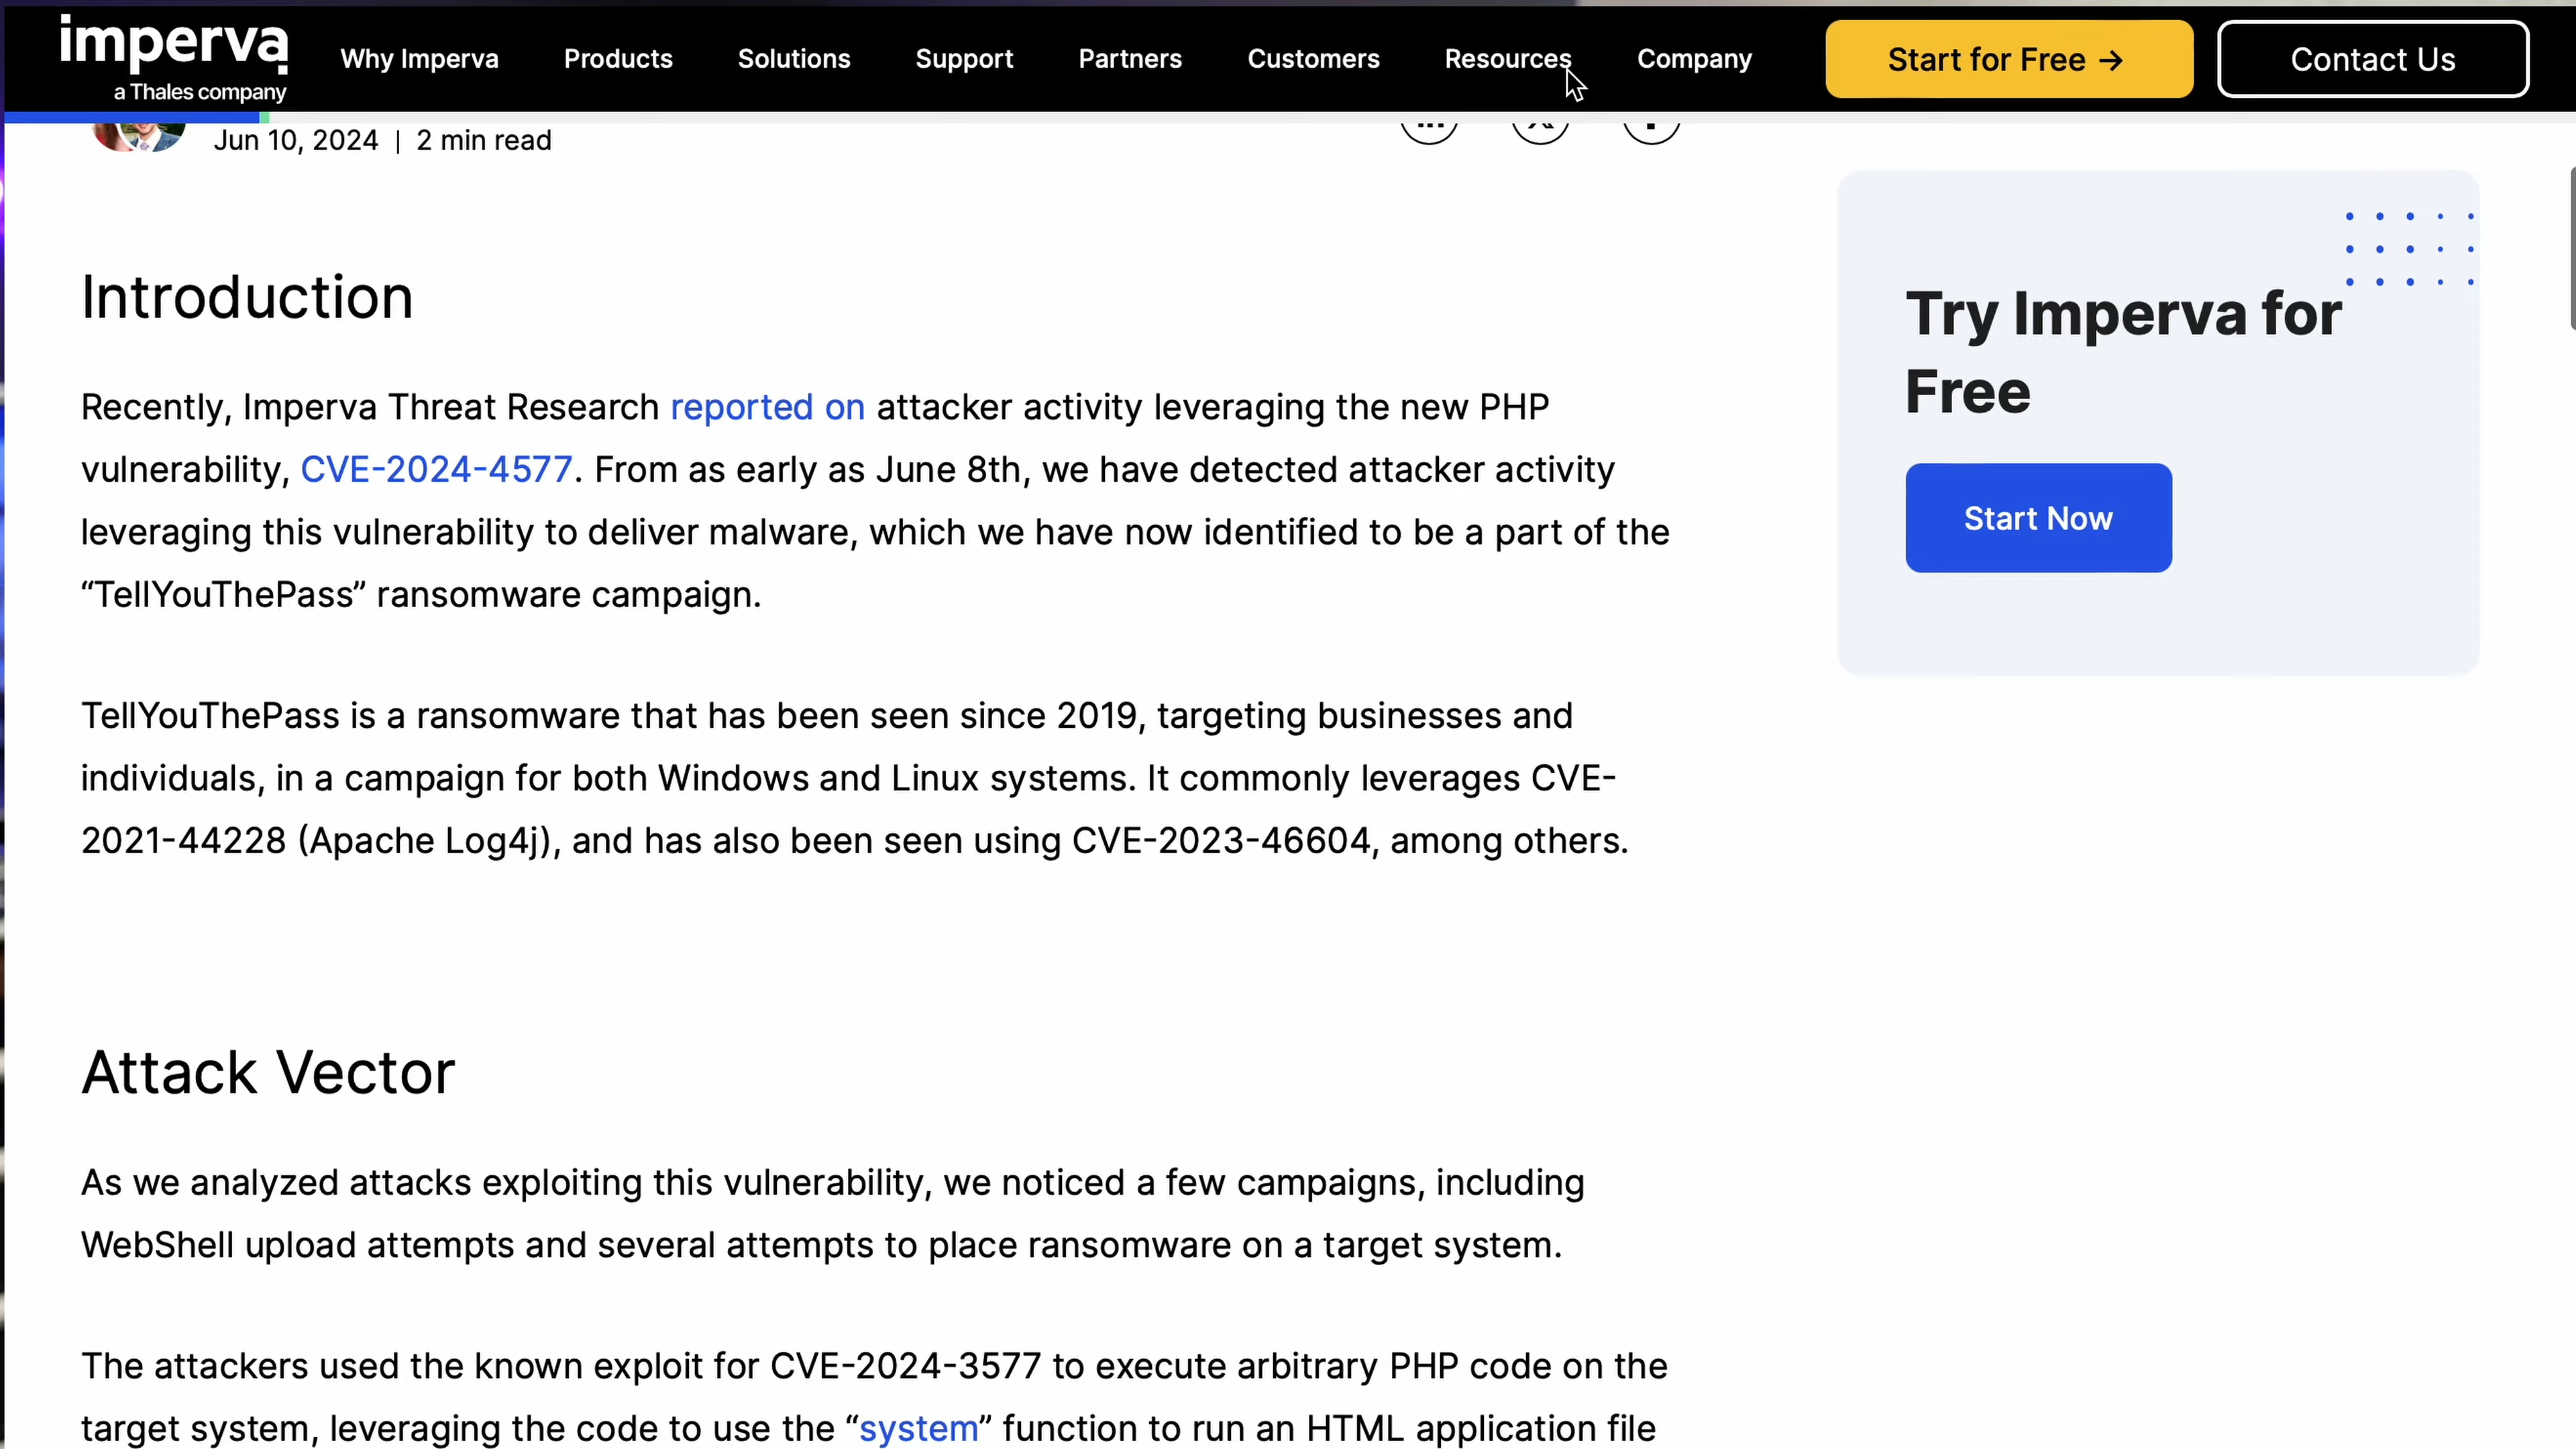 imperva
a Thales company
Why Imperva
Products
Solutions
Support
Partners
Customers
Resources
Company
Start for Free →
Contact Us
Jun 10, 2024 | 2 min read
Introduction
Recently, Imperva Threat Research reported on attacker activity leveraging the new PHP
vulnerability, CVE-2024-4577. From as early as June 8th, we have detected attacker activity
leveraging this vulnerability to deliver malware, which we have now identified to be a part of the
“TellYouThePass” ransomware campaign.
TellYouThePass is a ransomware that has been seen since 2019, targeting businesses and
individuals, in a campaign for both Windows and Linux systems. It commonly leverages CVE-
2021-44228 (Apache Log4j), and has also been seen using CVE-2023-46604, among others.
Attack Vector
As we analyzed attacks exploiting this vulnerability, we noticed a few campaigns, including
WebShell upload attempts and several attempts to place ransomware on a target system.
The attackers used the known exploit for CVE-2024-3577 to execute arbitrary PHP code on the
target system, leveraging the code to use the “system” function to run an HTML application file
Try Imperva for
Free
Start Now